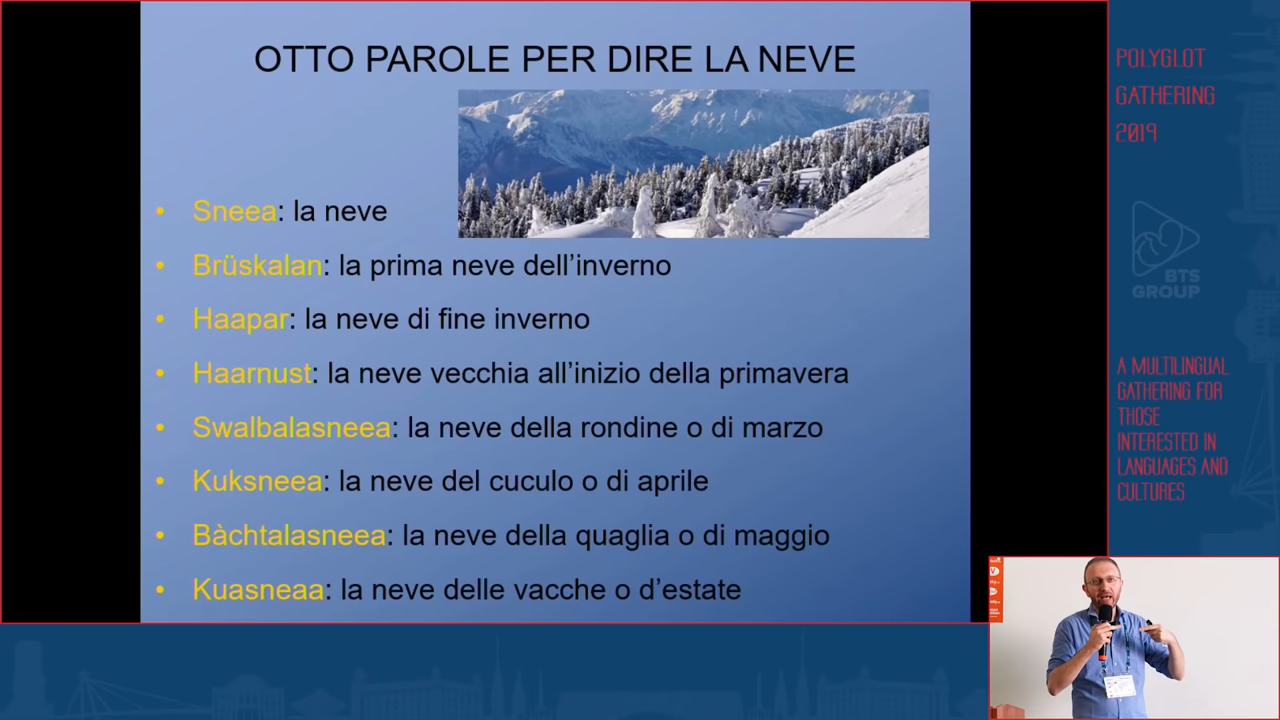 OTTO PAROLE PER DIRE LA NEVE
• Sneea: la neve
• Brüskalan: la prima neve dell’inverno
• Haapar: la neve di fine inverno
• Haarnust: la neve vecchia all’inizio della primavera
• Swalbalasneea: la neve della rondine o di marzo
• Kuksneea: la neve del cuculo o di aprile
• Bàchtalasneea: la neve della quaglia o di maggio
• Kuasneaa: la neve delle vacche o d’estate
POLYGLOT
GATHERING
2019
BTS
GROUP
A MULTILINGUAL
GATHERING FOR
THOSE
INTERESTED IN
LANGUAGES AND
CULTURES